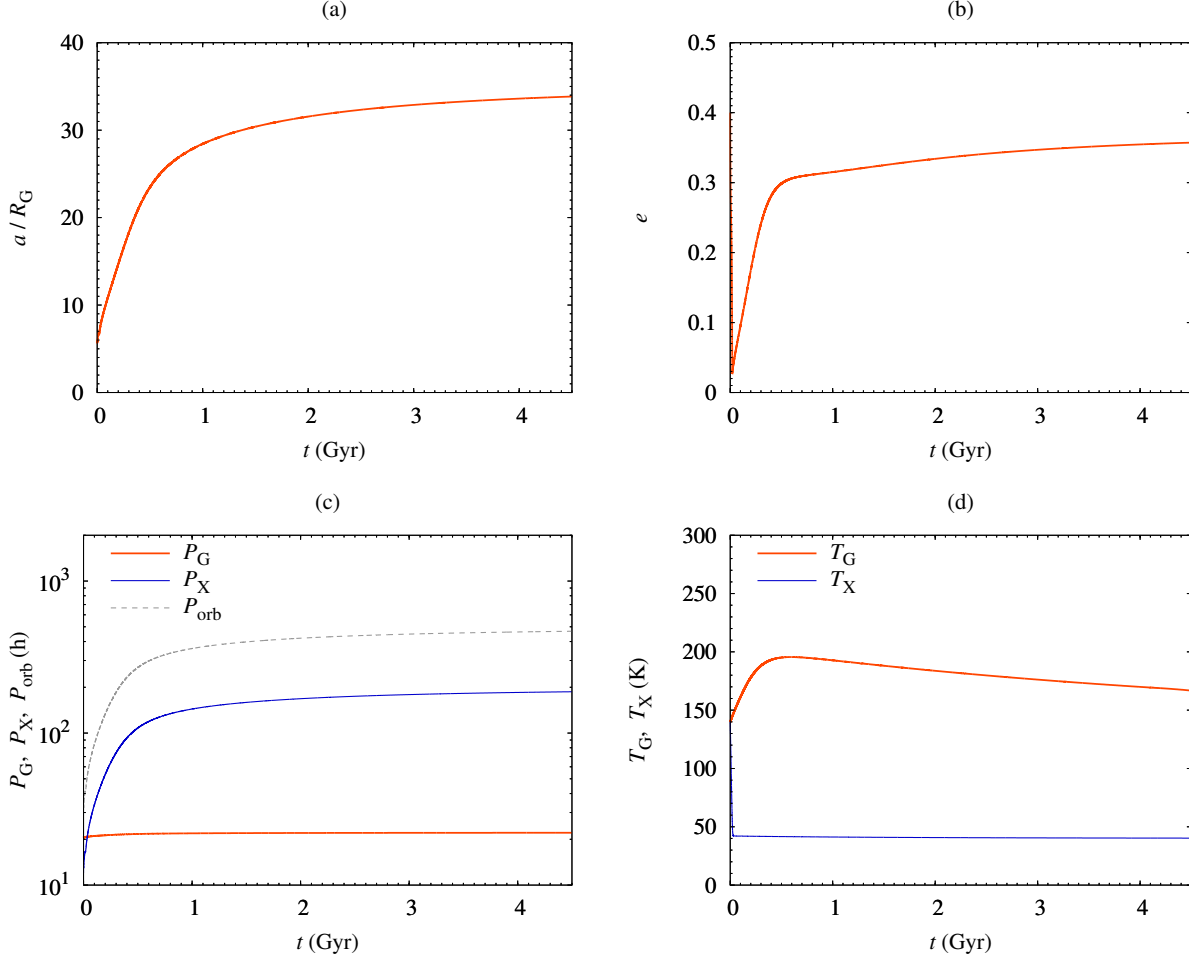 (a)
40
30
20
10
0
a / R_G
0 1 2 3 4
t (Gyr)
(b)
0.5
0.4
0.3
0.2
0.1
0
e
0 1 2 3 4
t (Gyr)
(c)
P_G
P_X
P_orb
10^3
10^2
10^1
P_G, P_X, P_orb (h)
0 1 2 3 4
t (Gyr)
(d)
T_G
T_X
300
250
200
150
100
50
0
T_G, T_X (K)
0 1 2 3 4
t (Gyr)